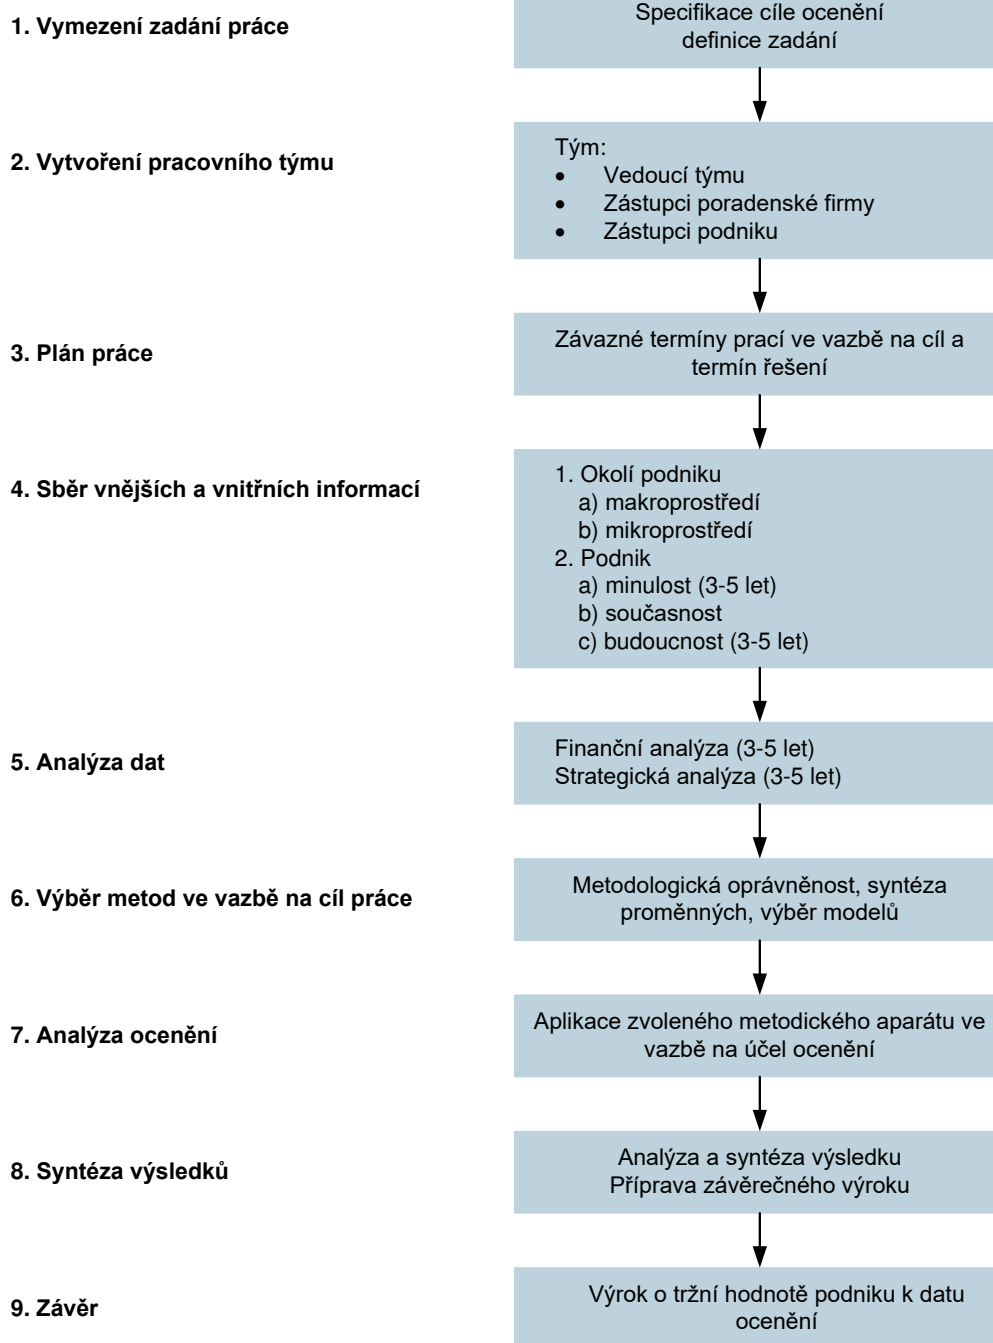 1. Vymezení zadání práce
Specifikace cíle ocenění
definice zadání
2. Vytvoření pracovního týmu
Tým:
• Vedoucí týmu
• Zástupci poradenské firmy
• Zástupci podniku
3. Plán práce
Závazné termíny prací ve vazbě na cíl a
termín řešení
4. Sběr vnějších a vnitřních informací
1. Okolí podniku
a) makroprostředí
b) mikroprostředí
2. Podnik
a) minulost (3-5 let)
b) současnost
c) budoucnost (3-5 let)
5. Analýza dat
Finanční analýza (3-5 let)
Strategická analýza (3-5 let)
6. Výběr metod ve vazbě na cíl práce
Metodologická oprávněnost, syntéza
proměnných, výběr modelů
7. Analýza ocenění
Aplikace zvoleného metodického aparátu ve
vazbě na účel ocenění
8. Syntéza výsledků
Analýza a syntéza výsledku
Příprava závěrečného výroku
9. Závěr
Výrok o tržní hodnotě podniku k datu
ocenění